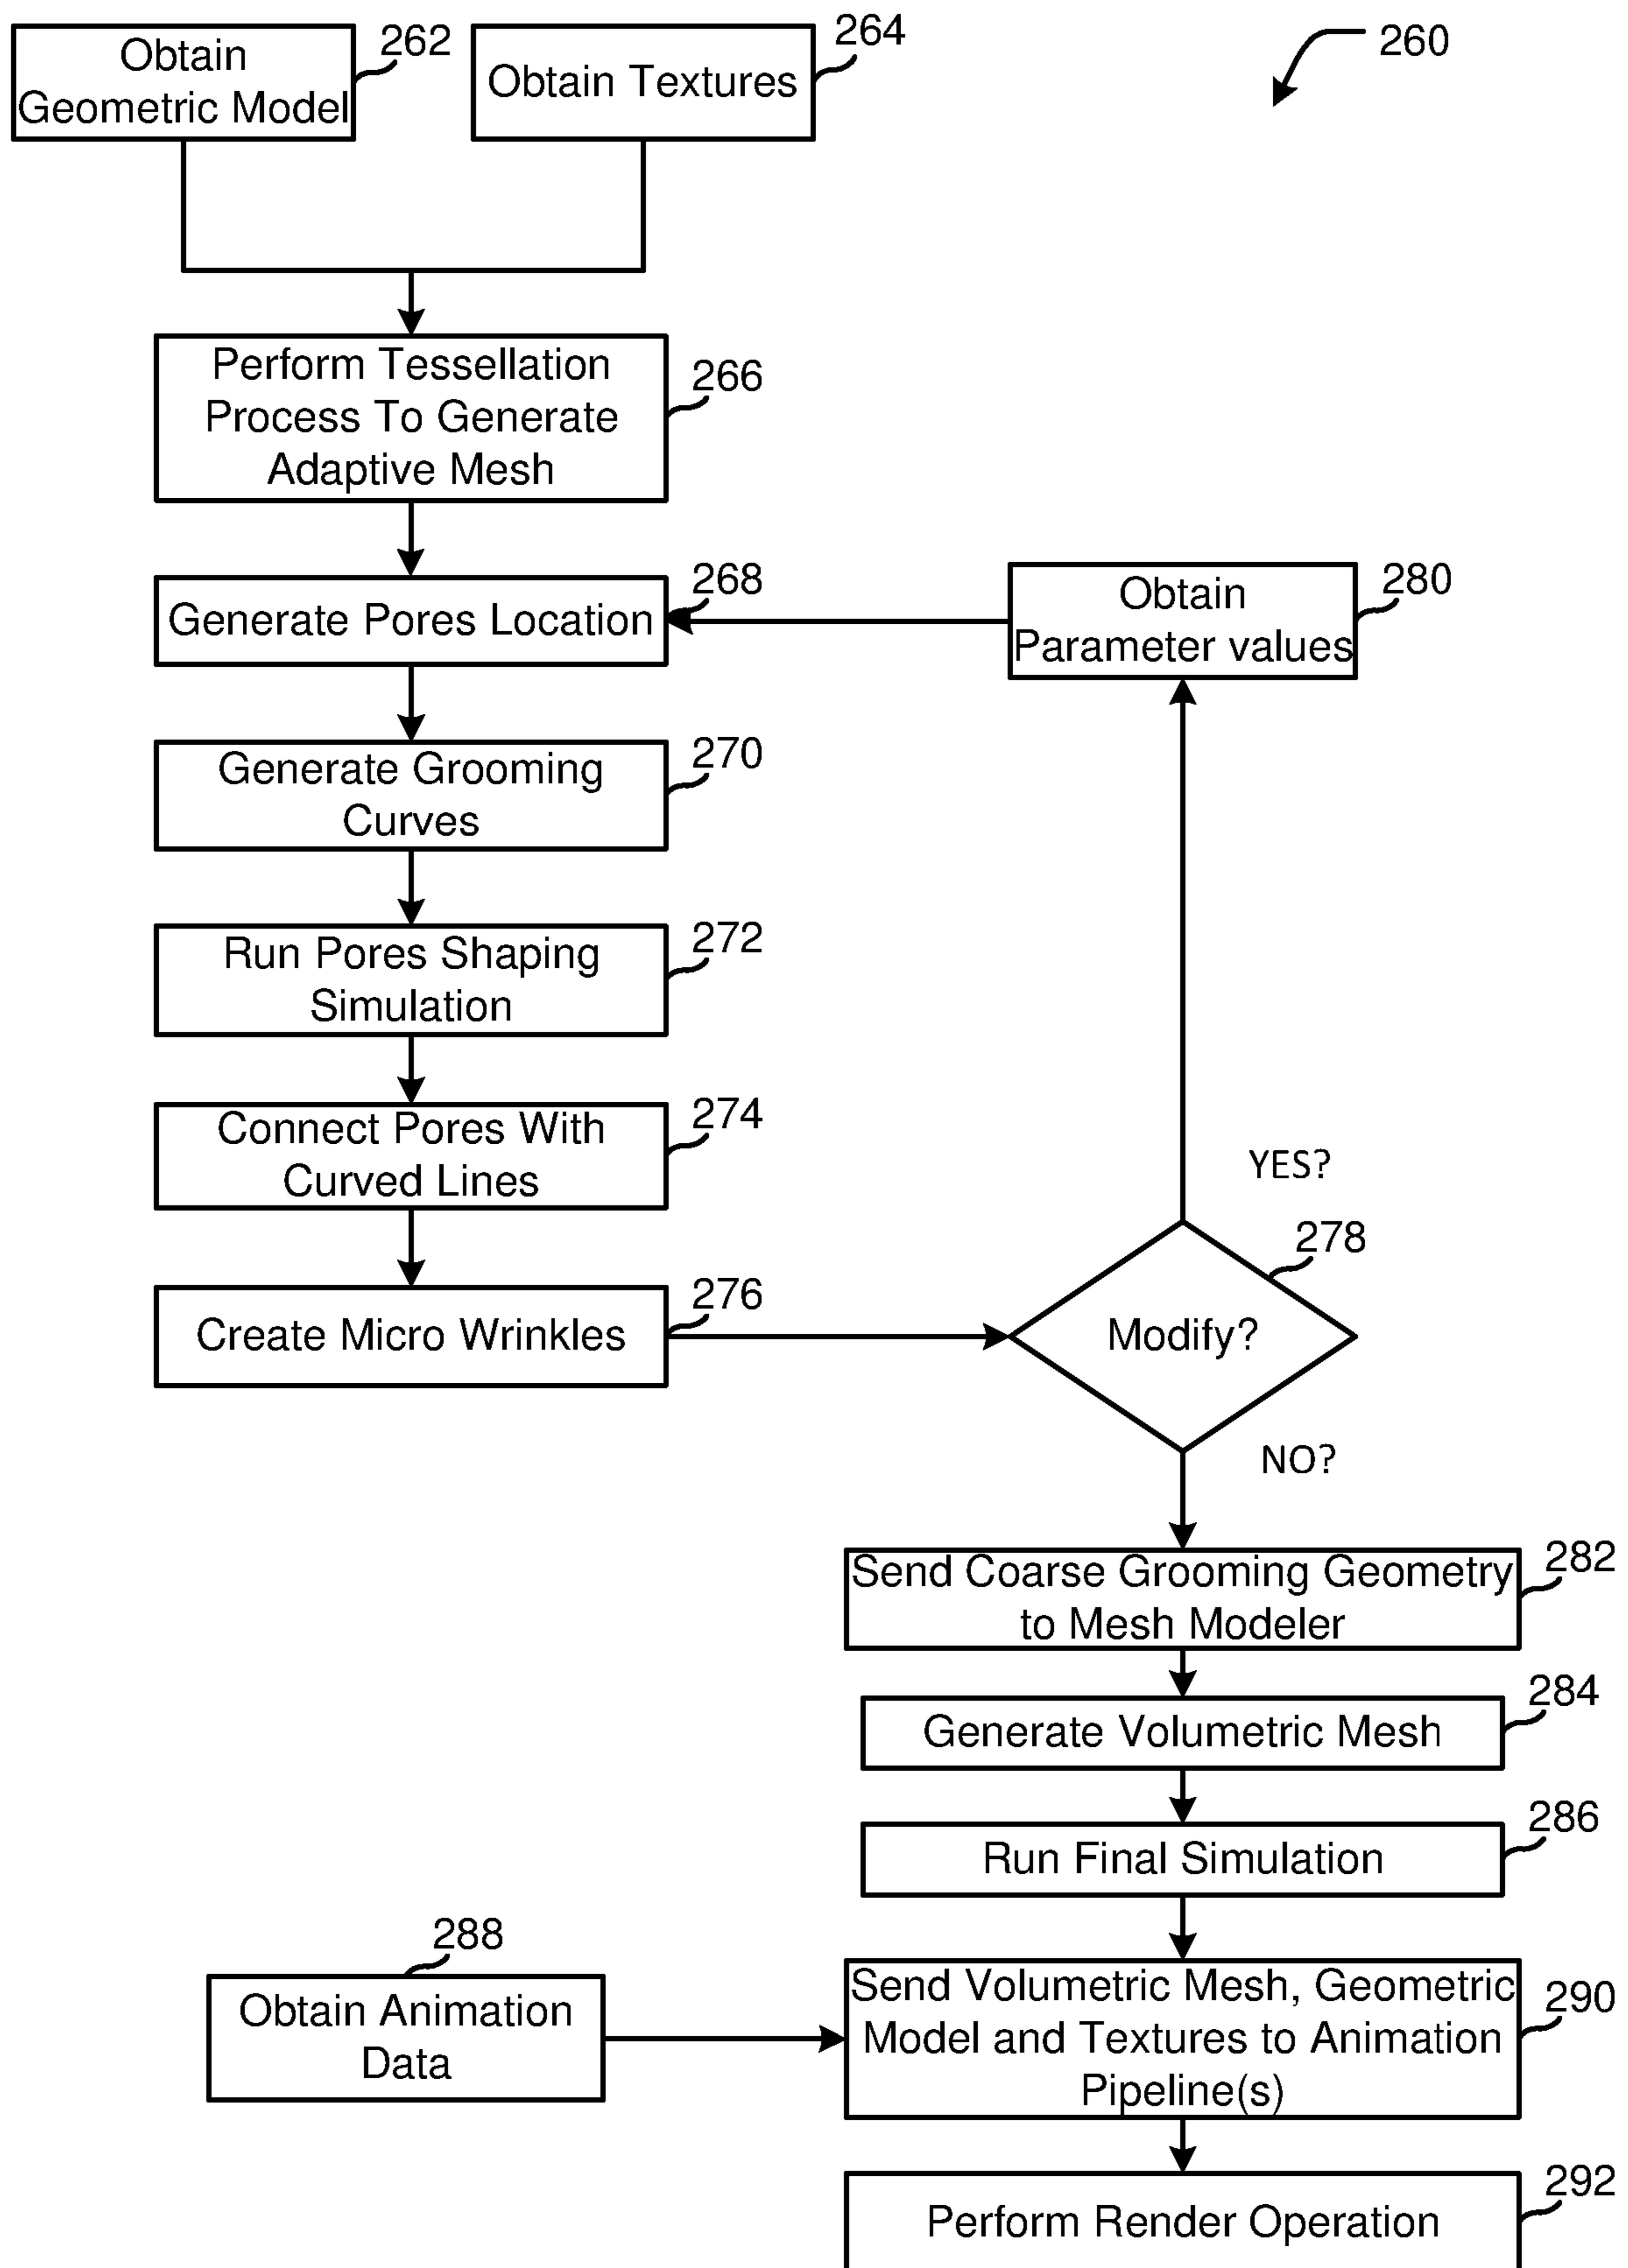 Obtain
Geometric Model
262
Obtain Textures
264
260
Perform Tessellation
Process To Generate
Adaptive Mesh
266
Generate Pores Location
268
Obtain
Parameter values
280
Generate Grooming
Curves
270
Run Pores Shaping
Simulation
272
Connect Pores With
Curved Lines
274
YES?
Create Micro Wrinkles
276
Modify?
278
NO?
Send Coarse Grooming Geometry
to Mesh Modeler
282
Generate Volumetric Mesh
284
Run Final Simulation
286
Obtain Animation
Data
288
Send Volumetric Mesh, Geometric
Model and Textures to Animation
Pipeline(s)
290
Perform Render Operation
292